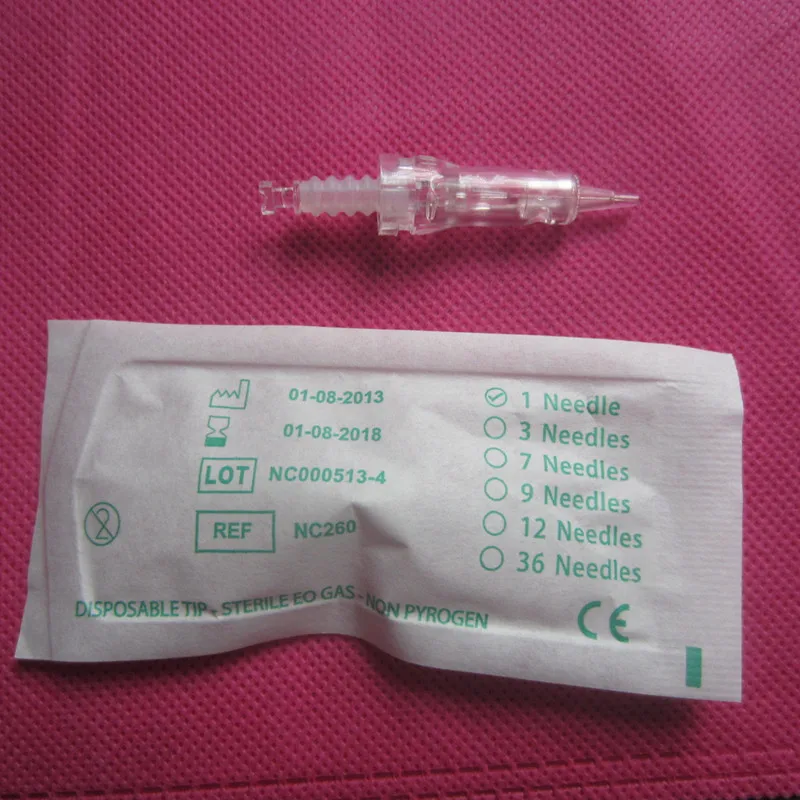 01-08-2013
01-08-2018
LOT NC000513-4
REF NC260
1 Needle
3 Needles
7 Needles
9 Needles
12 Needles
36 Needles
2
DISPOSABLE TIP - STERILE EO GAS - NON PYROGEN
CE